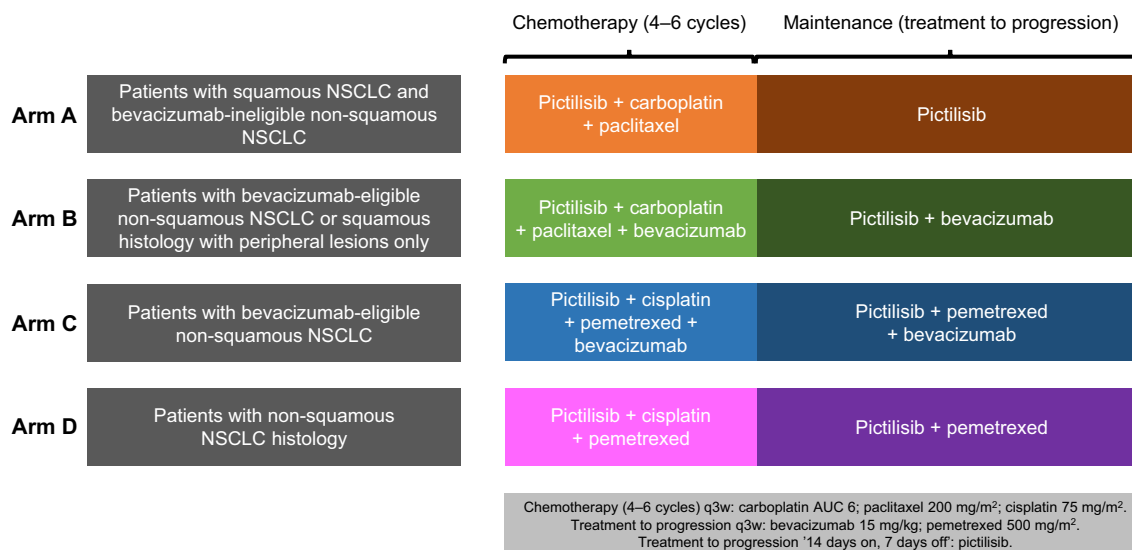 Chemotherapy (4–6 cycles) Maintenance (treatment to progression)
Arm A
Patients with squamous NSCLC and
bevacizumab-ineligible non-squamous
NSCLC
Pictilisib + carboplatin
+ paclitaxel
Pictilisib
Arm B
Patients with bevacizumab-eligible
non-squamous NSCLC or squamous
histology with peripheral lesions only
Pictilisib + carboplatin
+ paclitaxel + bevacizumab
Pictilisib + bevacizumab
Arm C
Patients with bevacizumab-eligible
non-squamous NSCLC
Pictilisib + cisplatin
+ pemetrexed +
bevacizumab
Pictilisib + pemetrexed
+ bevacizumab
Arm D
Patients with non-squamous
NSCLC histology
Pictilisib + cisplatin
+ pemetrexed
Pictilisib + pemetrexed
Chemotherapy (4–6 cycles) q3w: carboplatin AUC 6; paclitaxel 200 mg/m²; cisplatin 75 mg/m².
Treatment to progression q3w: bevacizumab 15 mg/kg; pemetrexed 500 mg/m².
Treatment to progression '14 days on, 7 days off': pictilisib.